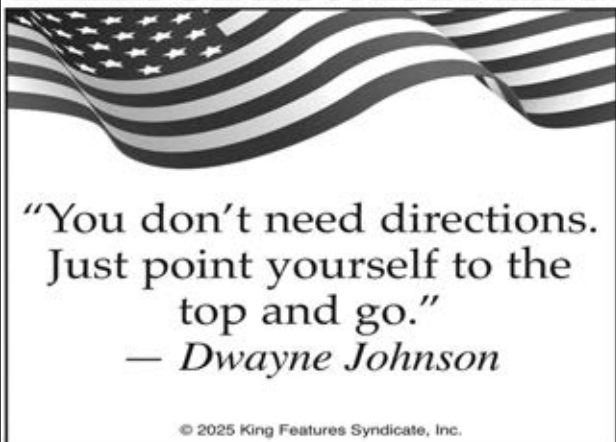 “You don’t need directions.
Just point yourself to the
top and go.”
— Dwayne Johnson
© 2025 King Features Syndicate, Inc.